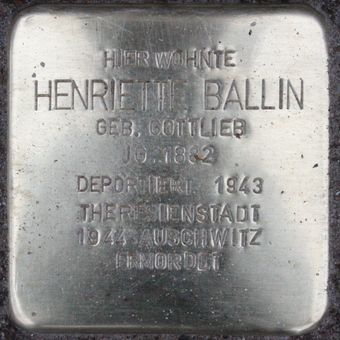 HIER WOHNTE
HENRIETTE BALLIN
GEB. GOTTLIEB
JG. 1882
DEPORTIERT 1943
THERESIENSTADT
1944 AUSCHWITZ
ERMORDET